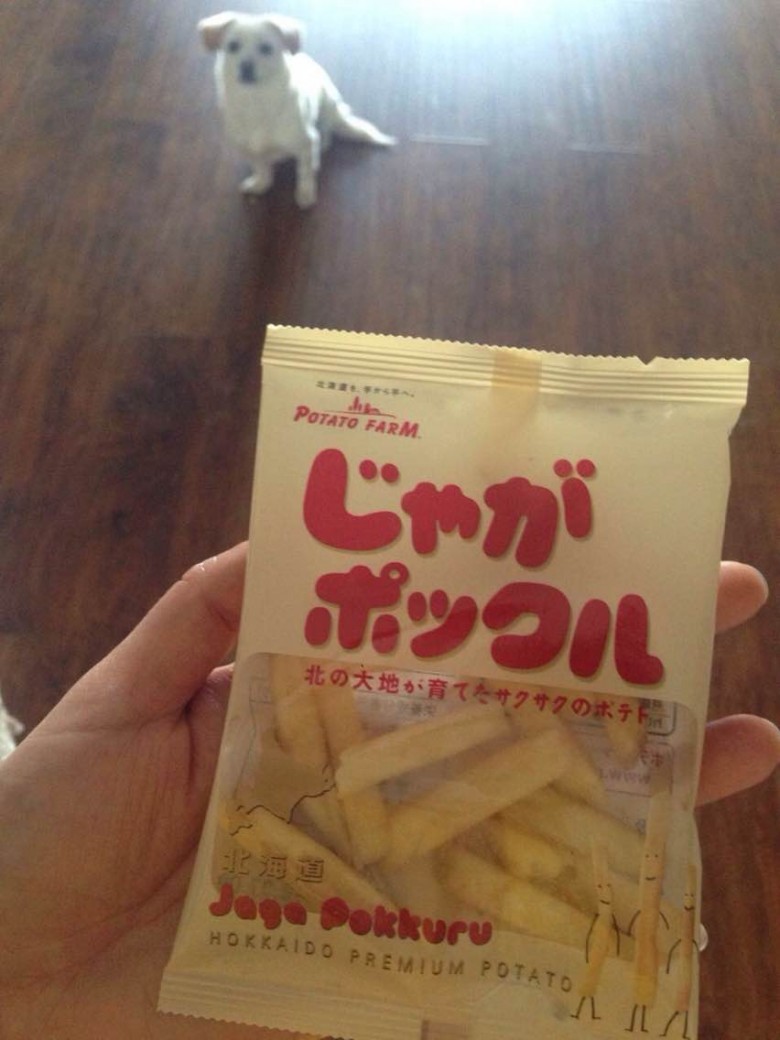 北海道を、手から手へ。
POTATO FARM
じゃが
ポックル
北の大地が育てたサクサクのポテト
北海道
Jaga Pokkuru
HOKKAIDO PREMIUM POTATO